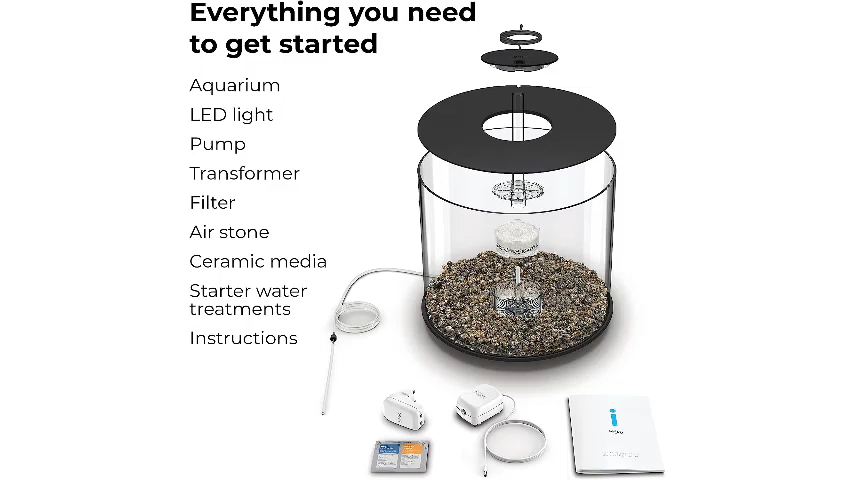 Everything you need
to get started
Aquarium
LED light
Pump
Transformer
Filter
Air stone
Ceramic media
Starter water
treatments
Instructions